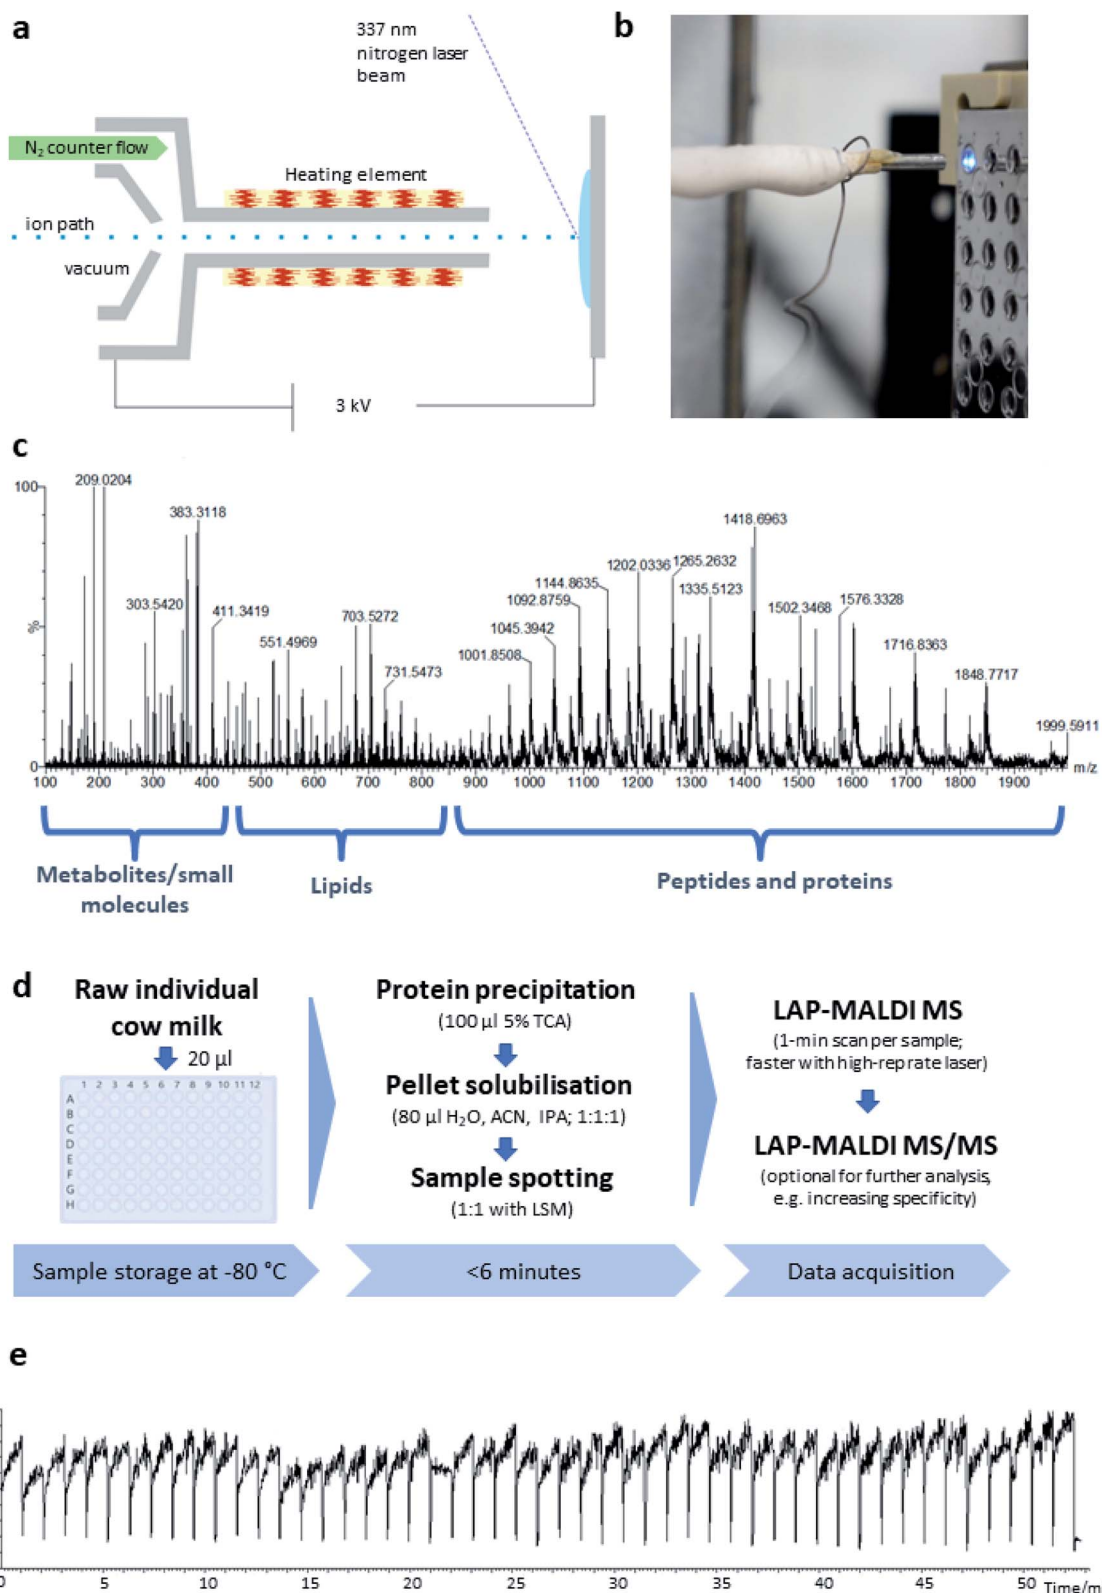 a
337 nm
nitrogen laser
beam
N₂ counter flow
Heating element
ion path
vacuum
3 kV
b
c
100
%
0
209.0204
383.3118
303.5420
411.3419
551.4969
703.5272
731.5473
1001.8508
1045.3942
1092.8759
1144.8635
1202.0336
1265.2632
1335.5123
1418.6963
1502.3468
1576.3328
1716.8363
1848.7717
1999.5911
100 200 300 400 500 600 700 800 900 1000 1100 1200 1300 1400 1500 1600 1700 1800 1900 m/z
Metabolites/small
molecules
Lipids
Peptides and proteins
d
Raw individual
cow milk
20 µl
1 2 3 4 5 6 7 8 9 10 11 12
A
B
C
D
E
F
G
H
Sample storage at -80 °C
Protein precipitation
(100 µl 5% TCA)
Pellet solubilisation
(80 µl H₂O, ACN, IPA; 1:1:1)
Sample spotting
(1:1 with LSM)
<6 minutes
LAP-MALDI MS
(1-min scan per sample;
faster with high-rep rate laser)
LAP-MALDI MS/MS
(optional for further analysis,
e.g. increasing specificity)
Data acquisition
e
0 5 10 15 20 25 30 35 40 45 50 Time/m